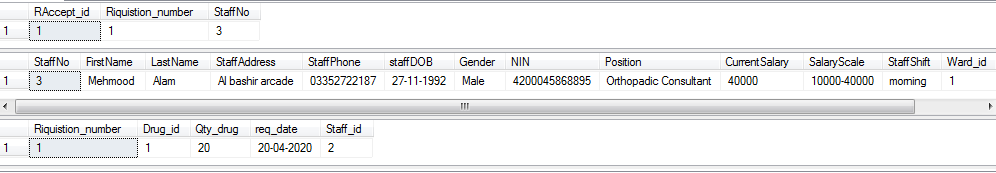 RAccept_id Riquistion_number StaffNo
1 1 1 3
StaffNo FirstName LastName StaffAddress StaffPhone staffDOB Gender NIN Position CurrentSalary SalaryScale StaffShift Ward_id
1 3 Mehmood Alam Al bashir arcade 03352722187 27-11-1992 Male 4200045868895 Orthopadic Consultant 40000 10000-40000 morning 1
Riquistion_number Drug_id Qty_drug req_date Staff_id
1 1 1 20 20-04-2020 2